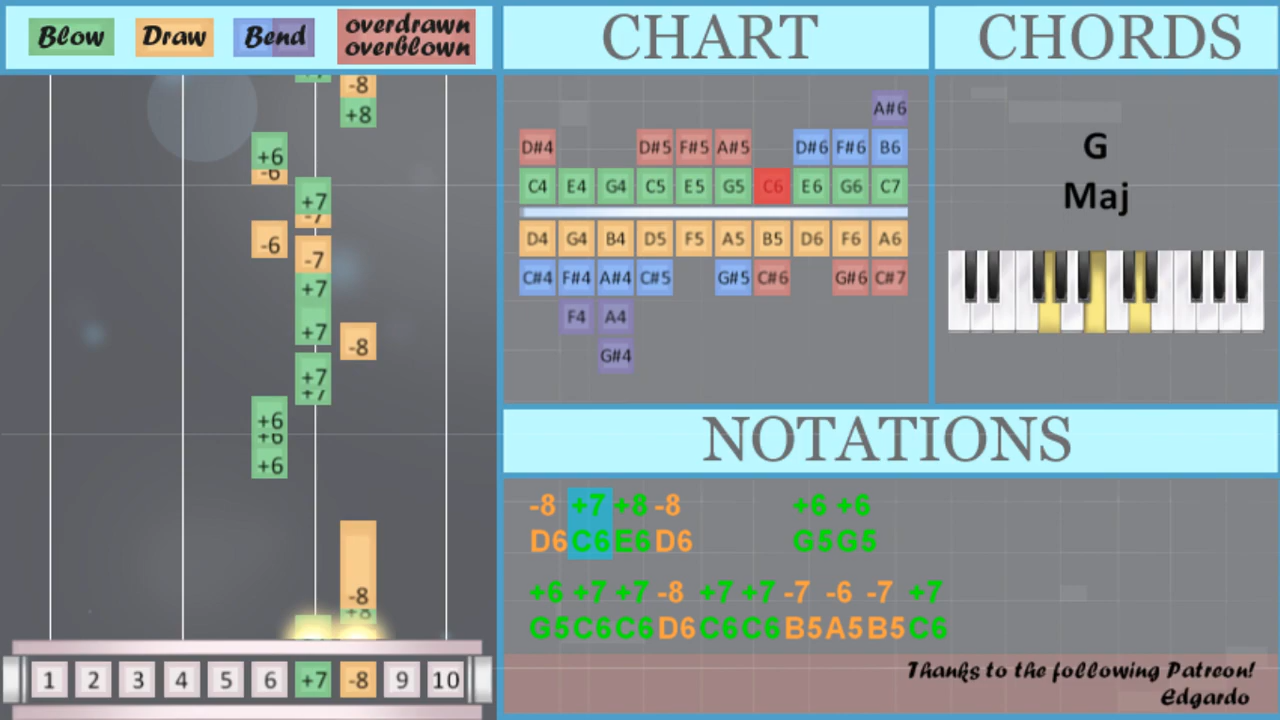 Blow Draw Bend overdrawn
overblown
CHART
CHORDS
-8
+8
+6
-6
+7
-7
-6
-7
+7
+7
-8
+7
+7
+6
+6
+6
-8
+8
1 2 3 4 5 6 +7 -8 9 10
A#6
D#4 D#5 F#5 A#5 D#6 F#6 B6
C4 E4 G4 C5 E5 G5 C6 E6 G6 C7
D4 G4 B4 D5 F5 A5 B5 D6 F6 A6
C#4 F#4 A#4 C#5 G#5 C#6 G#6 C#7
F4 A4
G#4
G
Maj
NOTATIONS
-8 +7 +8 -8 +6 +6
D6 C6 E6 D6 G5 G5
+6 +7 +7 -8 +7 +7 -7 -6 -7 +7
G5 C6 C6 D6 C6 C6 B5 A5 B5 C6
Thanks to the following Patreon!
Edgardo